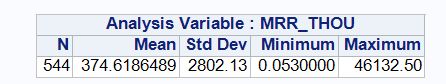 Analysis Variable : MRR_THOU
N Mean Std Dev Minimum Maximum
544 374.6186489 2802.13 0.0530000 46132.50